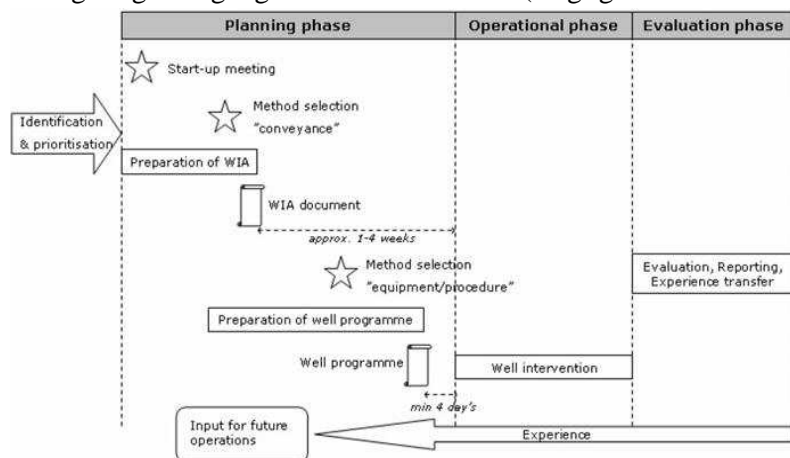 Planning phase
Operational phase
Evaluation phase
Start-up meeting
Identification
& prioritisation
Method selection
"conveyance"
Preparation of WIA
WIA document
approx. 1-4 weeks
Method selection
"equipment/procedure"
Evaluation, Reporting,
Experience transfer
Preparation of well programme
Well programme
Well intervention
min 4 day's
Input for future
operations
Experience